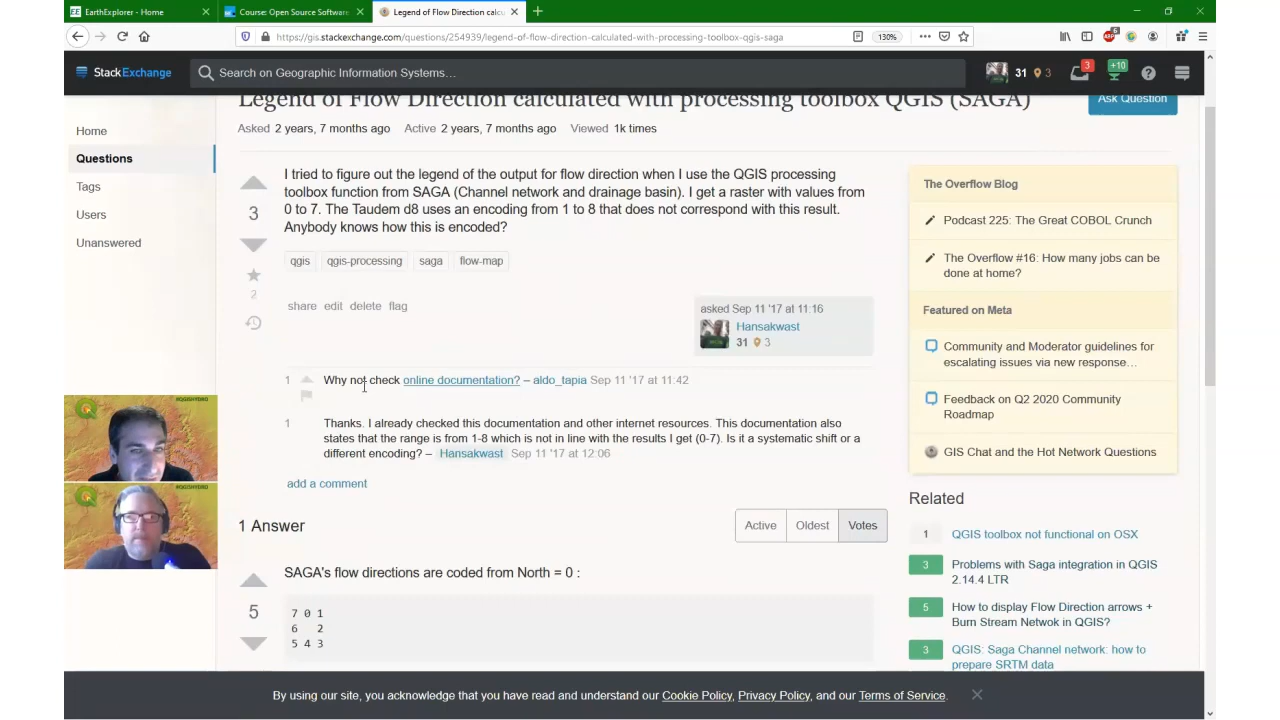 EarthExplorer - Home
Course: Open Source Software
Legend of Flow Direction calcu
https://gis.stackexchange.com/questions/254939/legend-of-flow-direction-calculated-with-processing-toolbox-qgis-saga
130%
StackExchange
Search on Geographic Information Systems…
31 3
3
+10
Legend of Flow Direction calculated with processing toolbox QGIS (SAGA)
Ask Question
Asked 2 years, 7 months ago Active 2 years, 7 months ago Viewed 1k times
Home
Questions
Tags
Users
Unanswered
3
2
I tried to figure out the legend of the output for flow direction when I use the QGIS processing
toolbox function from SAGA (Channel network and drainage basin). I get a raster with values from
0 to 7. The Taudem d8 uses an encoding from 1 to 8 that does not correspond with this result.
Anybody knows how this is encoded?
qgis qgis-processing saga flow-map
share edit delete flag
asked Sep 11 '17 at 11:16
Hansakwast
31 3
1 Why not check online documentation? – aldo_tapia Sep 11 '17 at 11:42
1 Thanks. I already checked this documentation and other internet resources. This documentation also
states that the range is from 1-8 which is not in line with the results I get (0-7). Is it a systematic shift or a
different encoding? – Hansakwast Sep 11 '17 at 12:06
add a comment
1 Answer
Active Oldest Votes
5
SAGA's flow directions are coded from North = 0 :
7 0 1
6 2
5 4 3
The Overflow Blog
Podcast 225: The Great COBOL Crunch
The Overflow #16: How many jobs can be
done at home?
Featured on Meta
Community and Moderator guidelines for
escalating issues via new response…
Feedback on Q2 2020 Community
Roadmap
GIS Chat and the Hot Network Questions
Related
1 QGIS toolbox not functional on OSX
3 Problems with Saga integration in QGIS
2.14.4 LTR
5 How to display Flow Direction arrows +
Burn Stream Netwok in QGIS?
3 QGIS: Saga Channel network: how to
prepare SRTM data
#QGISHYDRO
#QGISHYDRO
By using our site, you acknowledge that you have read and understand our Cookie Policy, Privacy Policy, and our Terms of Service.